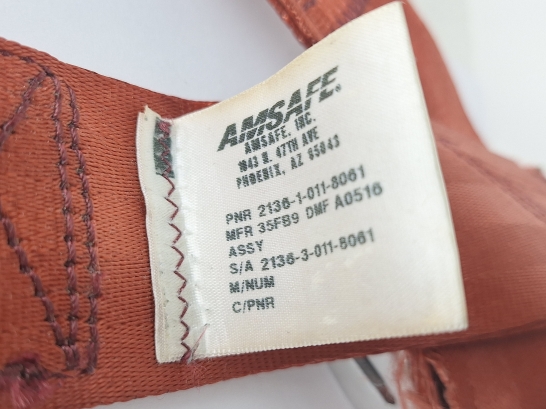 AMSAFE®
AMSAFE, INC.
1043 N. 47TH AVE
PHOENIX, AZ 85043
PNR 2136-1-011-8061
MFR 35FB9 DMF A0516
ASSY
S/A 2136-3-011-8061
M/NUM
C/PNR